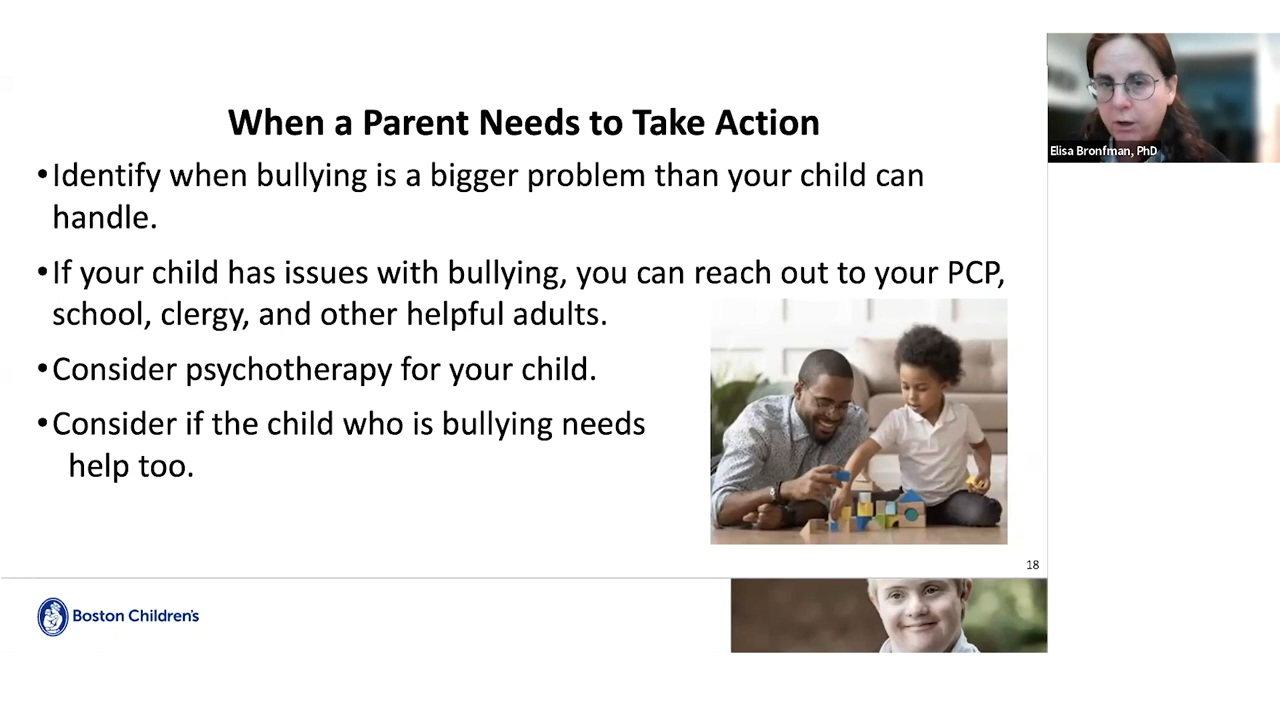 When a Parent Needs to Take Action
•Identify when bullying is a bigger problem than your child can
handle.
•If your child has issues with bullying, you can reach out to your PCP,
school, clergy, and other helpful adults.
•Consider psychotherapy for your child.
•Consider if the child who is bullying needs
help too.
18
Boston Children's
Elisa Bronfman, PhD